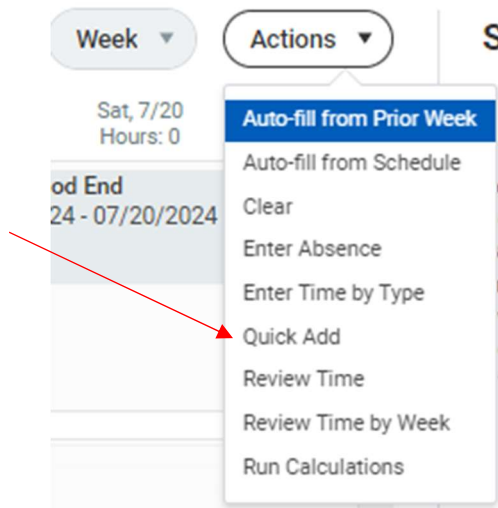 Week
Actions
S
Sat, 7/20
Hours: 0
od End
24 - 07/20/2024
Auto-fill from Prior Week
Auto-fill from Schedule
Clear
Enter Absence
Enter Time by Type
Quick Add
Review Time
Review Time by Week
Run Calculations